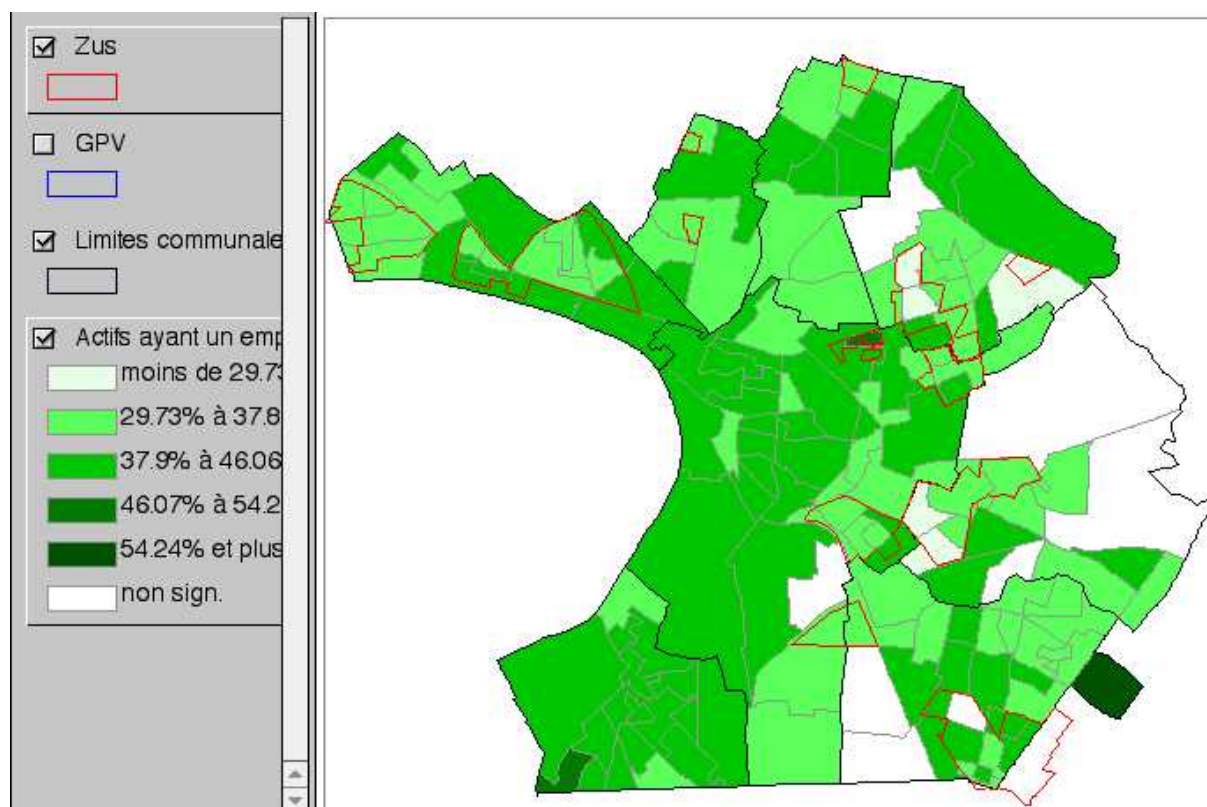 Zus
GPV
Limites communale
Actifs ayant un emp
moins de 29.73
29.73% à 37.8
37.9% à 46.06
46.07% à 54.2
54.24% et plus
non sign.